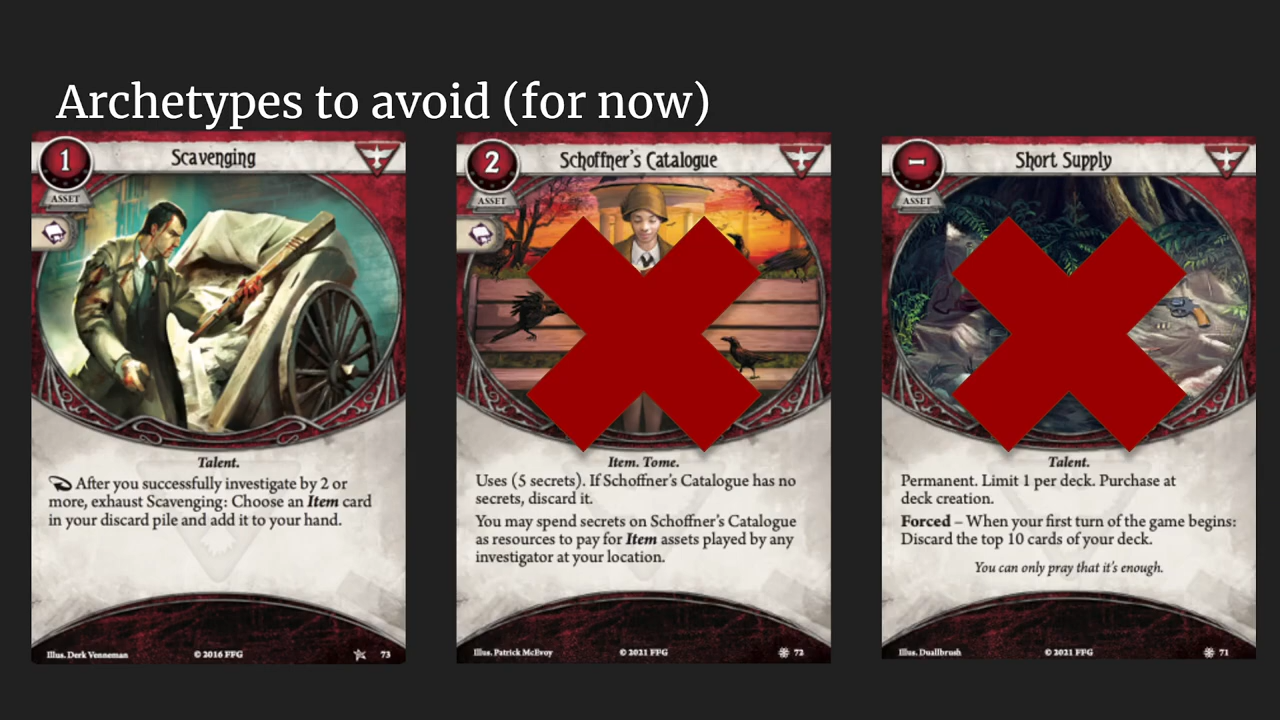 Archetypes to avoid (for now)
1
Scavenging
ASSET
Talent.
After you successfully investigate by 2 or
more, exhaust Scavenging: Choose an Item card
in your discard pile and add it to your hand.
Illus. Derk Venneman
© 2016 FFG
73
2
Schoffner's Catalogue
ASSET
Item. Tome.
Uses (5 secrets). If Schoffner's Catalogue has no
secrets, discard it.
You may spend secrets on Schoffner's Catalogue
as resources to pay for Item assets played by any
investigator at your location.
Illus. Patrick McEvoy
© 2021 FFG
72
–
Short Supply
ASSET
Talent.
Permanent. Limit 1 per deck. Purchase at
deck creation.
Forced – When your first turn of the game begins:
Discard the top 10 cards of your deck.
You can only pray that it's enough.
Illus. Duallbrush
© 2021 FFG
71